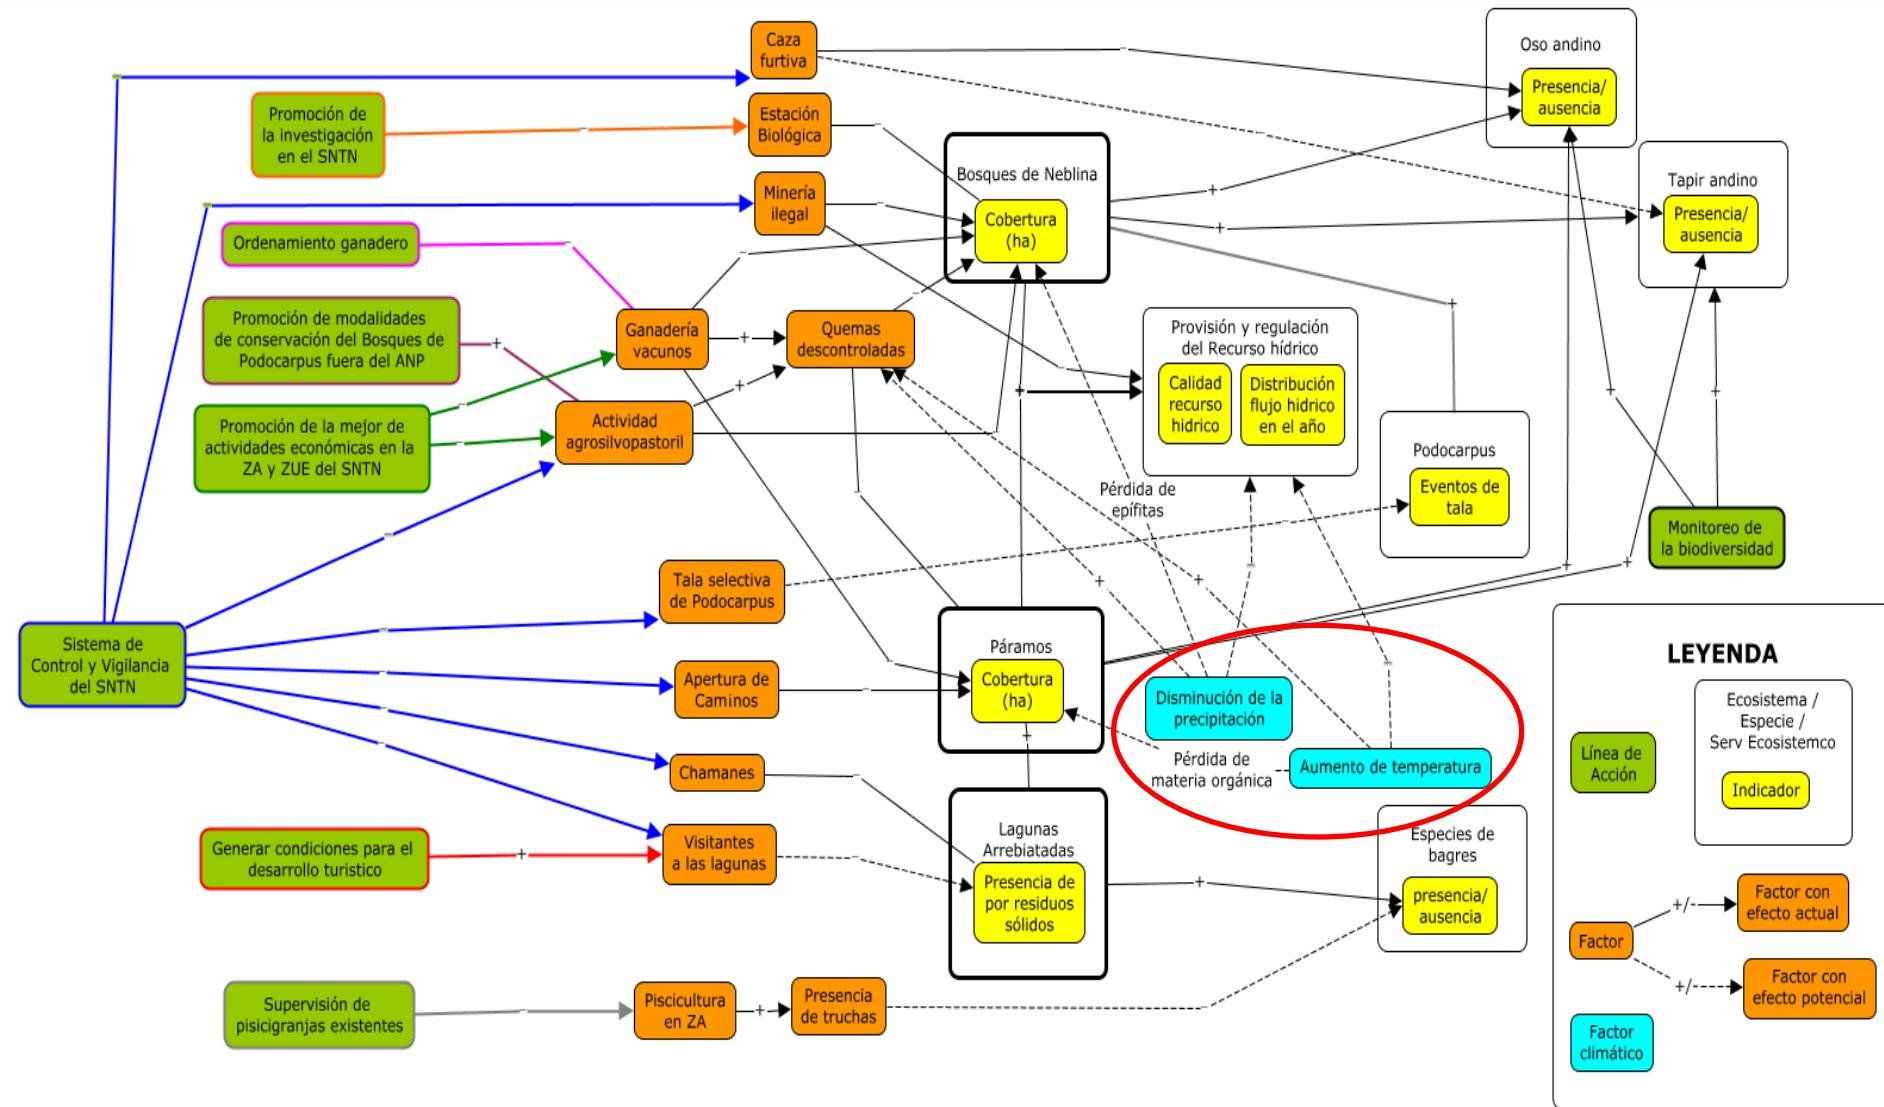 Caza
furtiva
Oso andino
Presencia/
ausencia
Promoción de
la investigación
en el SNTN
Estación
Biológica
Bosques de Neblina
Cobertura
(ha)
Minería
ilegal
Tapir andino
Presencia/
ausencia
Ordenamiento ganadero
Promoción de modalidades
de conservación del Bosques de
Podocarpus fuera del ANP
Ganadería
vacunos
Quemas
descontroladas
Provisión y regulación
del Recurso hídrico
Calidad
recurso
hidrico
Distribución
flujo hidrico
en el año
Promoción de la mejor de
actividades económicas en la
ZA y ZUE del SNTN
Actividad
agrosilvopastoril
Podocarpus
Eventos de
tala
Pérdida de
epífitas
Monitoreo de
la biodiversidad
Tala selectiva
de Podocarpus
Sistema de
Control y Vigilancia
del SNTN
Páramos
Cobertura
(ha)
Apertura de
Caminos
Disminución de la
precipitación
Pérdida de
materia orgánica
Aumento de temperatura
Chamanes
Generar condiciones para el
desarrollo turistico
Visitantes
a las lagunas
Lagunas
Arrebiatadas
Presencia de
por residuos
sólidos
Especies de
bagres
presencia/
ausencia
Supervisión de
pisicigranjas existentes
Piscicultura
en ZA
Presencia
de truchas
LEYENDA
Línea de
Acción
Ecosistema /
Especie /
Serv Ecosistemco
Indicador
Factor
+/-
Factor con
efecto actual
+/-
Factor con
efecto potencial
Factor
climático